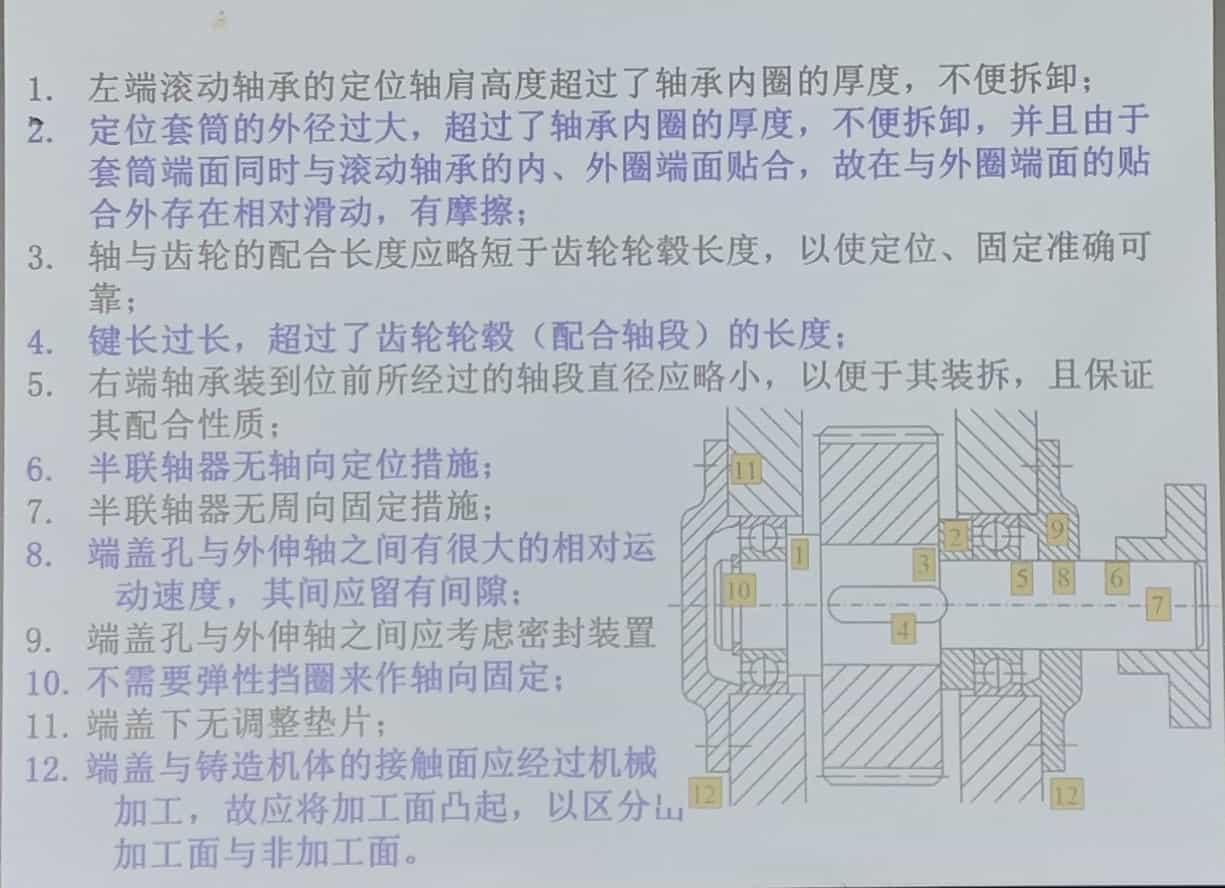 1. 左端滚动轴承的定位轴肩高度超过了轴承内圈的厚度，不便拆卸；
2. 定位套筒的外径过大，超过了轴承内圈的厚度，不便拆卸，并且由于
套筒端面同时与滚动轴承的内、外圈端面贴合，故在与外圈端面的贴
合外存在相对滑动，有摩擦；
3. 轴与齿轮的配合长度应略短于齿轮轮毂长度，以使定位、固定准确可
靠；
4. 键长过长，超过了齿轮轮毂（配合轴段）的长度；
5. 右端轴承装到位前所经过的轴段直径应略小，以便于其装拆，且保证
其配合性质；
6. 半联轴器无轴向定位措施；
7. 半联轴器无周向固定措施；
8. 端盖孔与外伸轴之间有很大的相对运
动速度，其间应留有间隙；
9. 端盖孔与外伸轴之间应考虑密封装置
10. 不需要弹性挡圈来作轴向固定；
11. 端盖下无调整垫片；
12. 端盖与铸造机体的接触面应经过机械
加工，故应将加工面凸起，以区分出
加工面与非加工面。
11
2
9
1
3
5
8
6
10
7
4
12
12